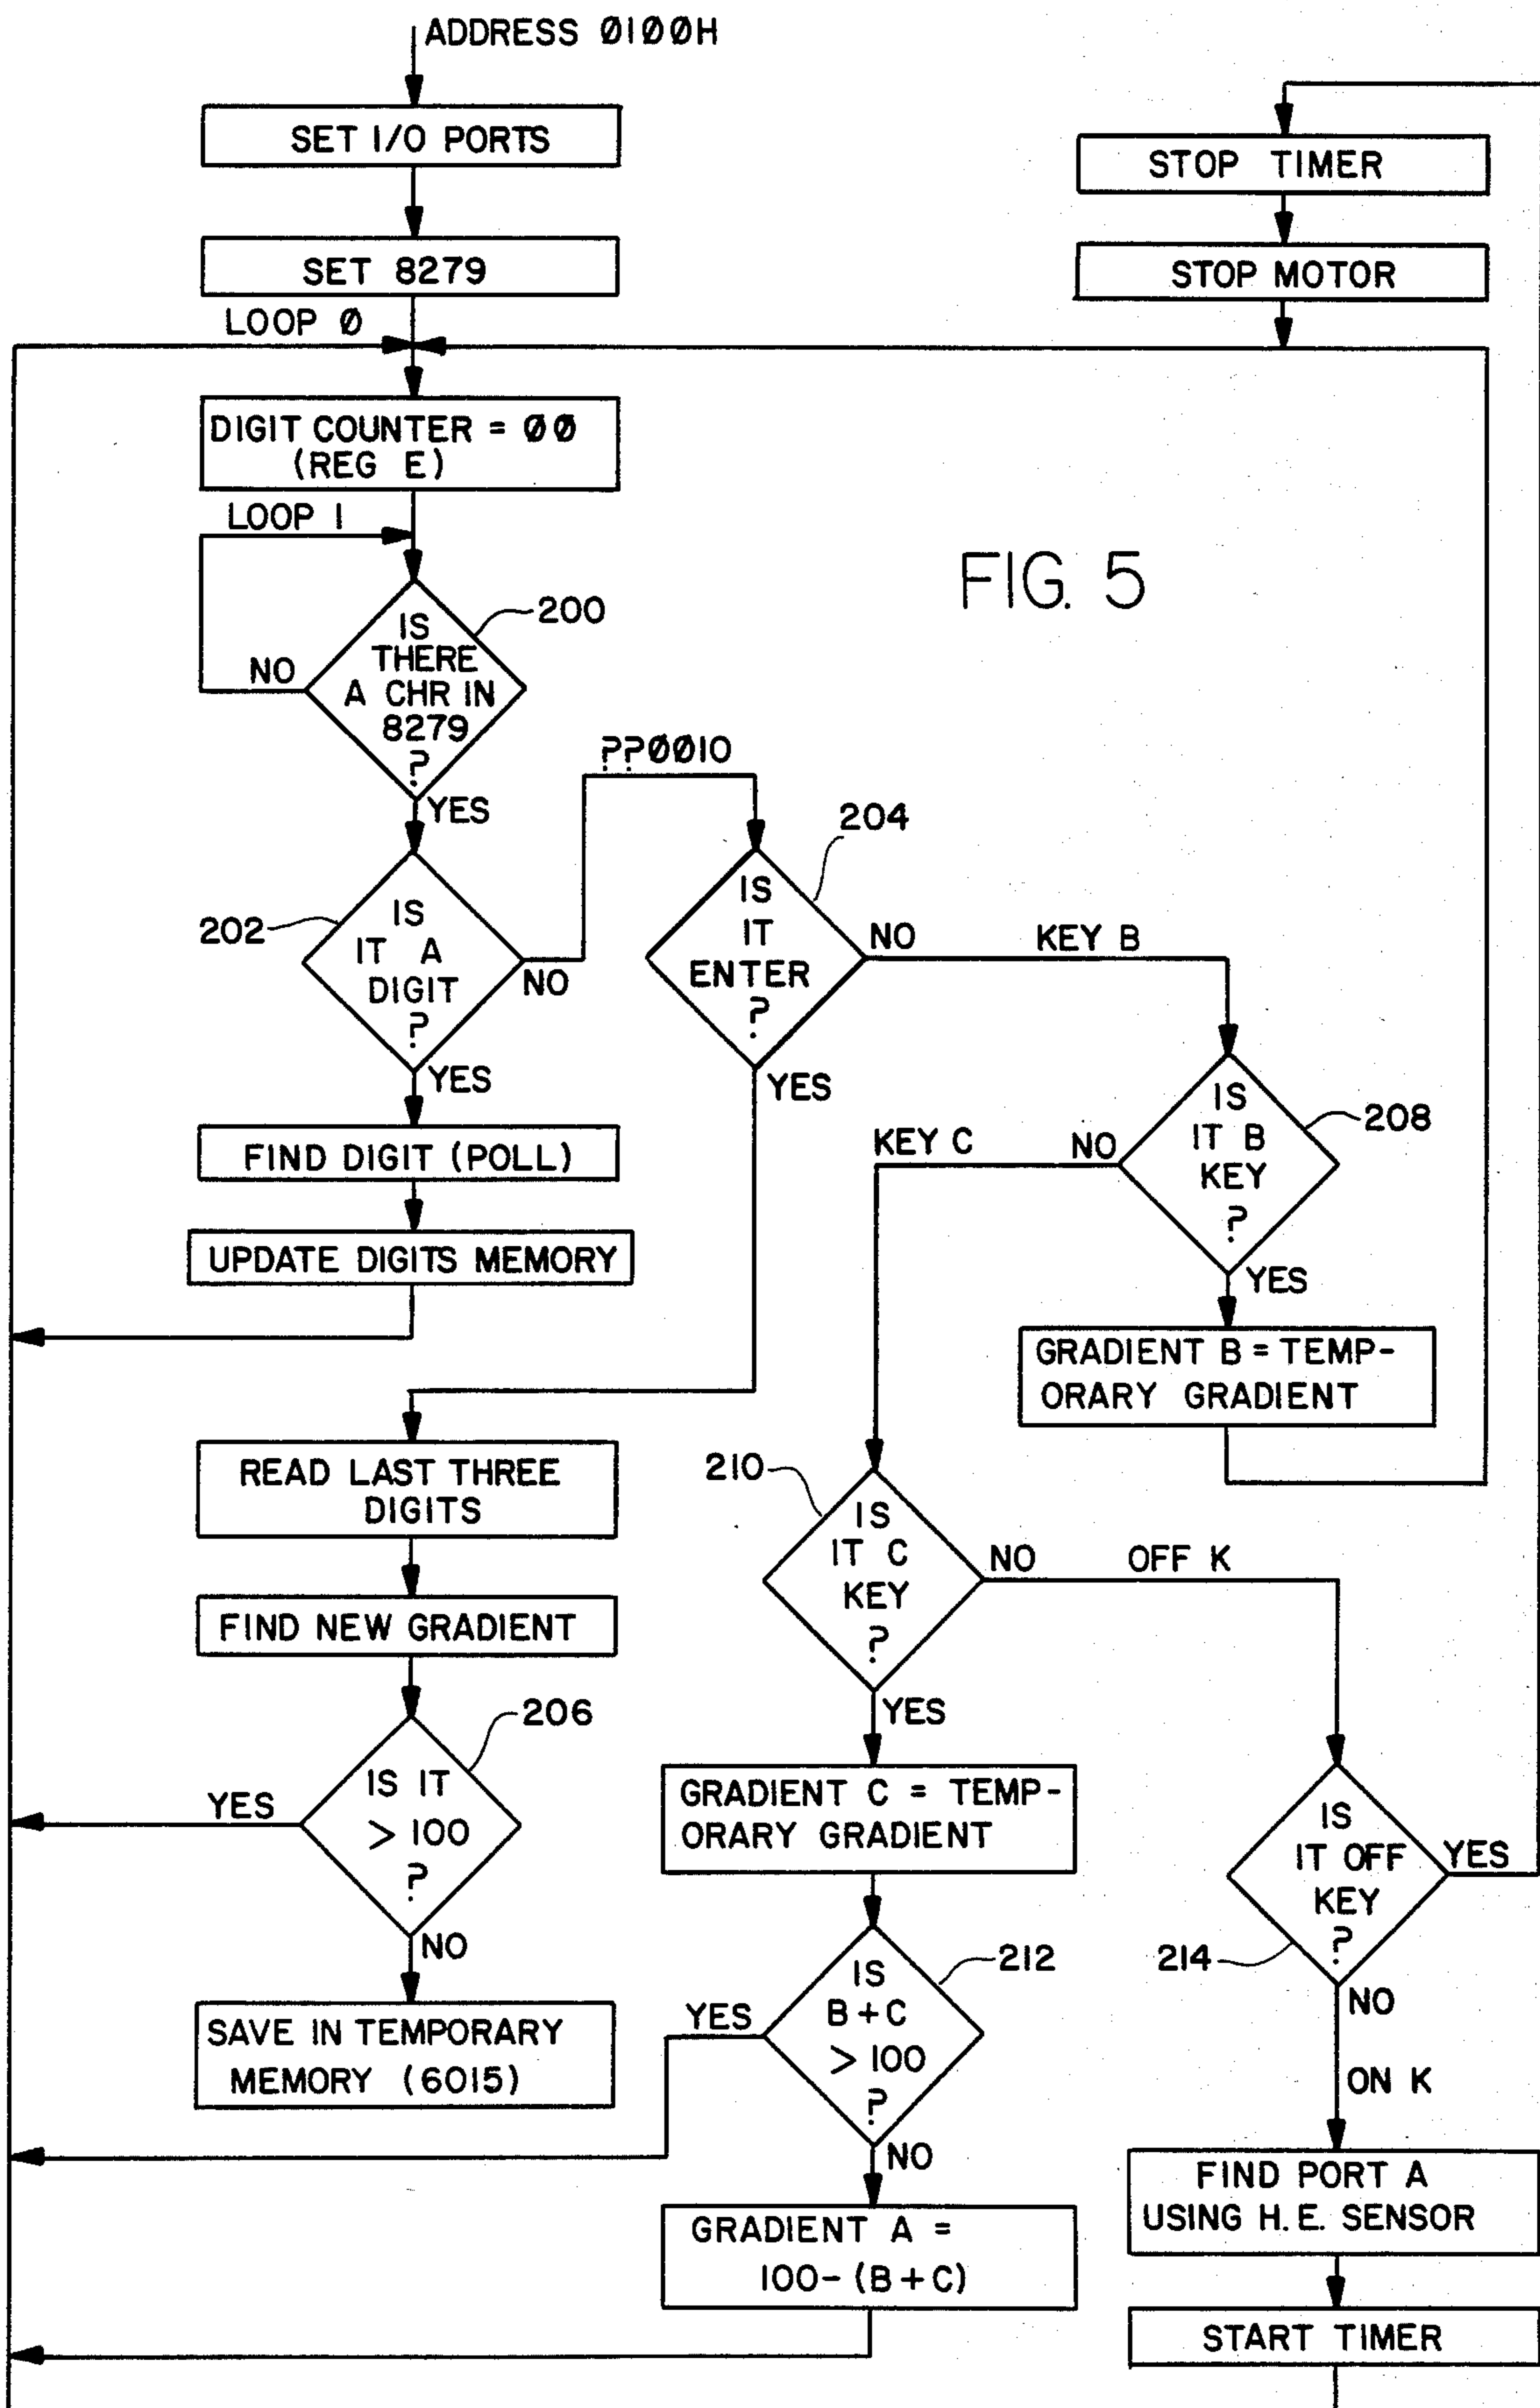 ADDRESS 0100H
SET I/O PORTS
SET 8279
LOOP 0
DIGIT COUNTER = 00
(REG E)
LOOP 1
IS
THERE
A CHR IN
8279
?
200
NO
YES
IS
IT A
DIGIT
?
202
NO
YES
FIND DIGIT (POLL)
UPDATE DIGITS MEMORY
??0010
IS
IT
ENTER
?
204
NO
YES
KEY B
READ LAST THREE
DIGITS
FIND NEW GRADIENT
IS IT
> 100
?
206
YES
NO
SAVE IN TEMPORARY
MEMORY (6015)
STOP TIMER
STOP MOTOR
FIG. 5
IS
IT B
KEY
?
208
NO
KEY C
YES
GRADIENT B = TEMP-
ORARY GRADIENT
IS
IT C
KEY
?
210
NO
OFF K
YES
GRADIENT C = TEMP-
ORARY GRADIENT
IS
B + C
> 100
?
212
YES
NO
GRADIENT A =
100- (B + C)
IS
IT OFF
KEY
?
214
YES
NO
ON K
FIND PORT A
USING H. E. SENSOR
START TIMER